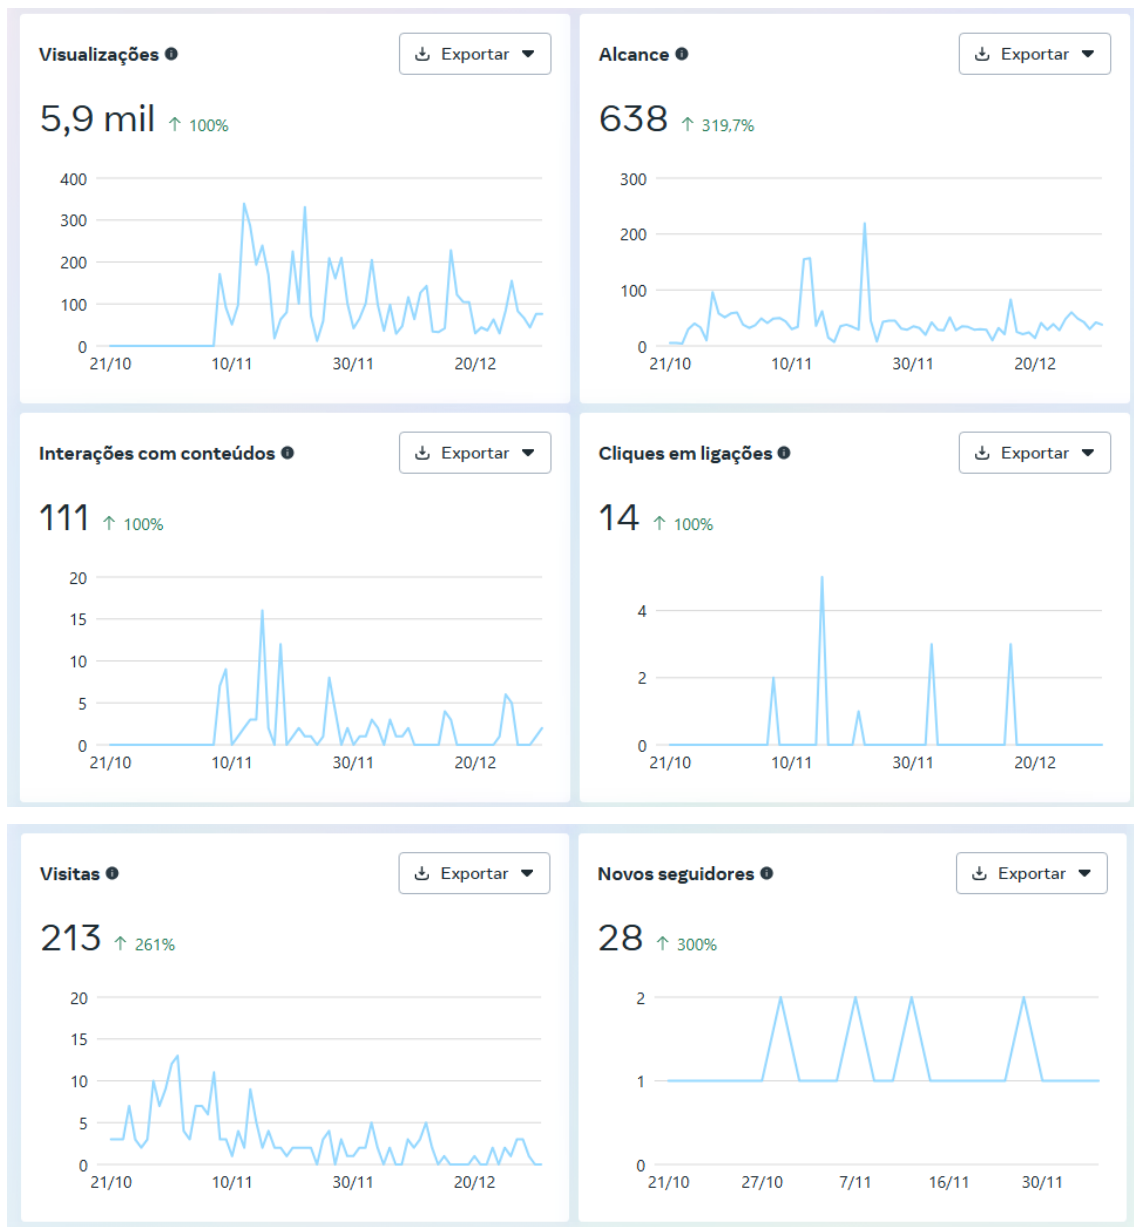 Visualizações
Exportar
5,9 mil ↑ 100%
400
300
200
100
0
21/10 10/11 30/11 20/12
Alcance
Exportar
638 ↑ 319,7%
300
200
100
0
21/10 10/11 30/11 20/12
Interações com conteúdos
Exportar
111 ↑ 100%
20
15
10
5
0
21/10 10/11 30/11 20/12
Cliques em ligações
Exportar
14 ↑ 100%
4
2
0
21/10 10/11 30/11 20/12
Visitas
Exportar
213 ↑ 261%
20
15
10
5
0
21/10 10/11 30/11 20/12
Novos seguidores
Exportar
28 ↑ 300%
2
1
0
21/10 27/10 7/11 16/11 30/11